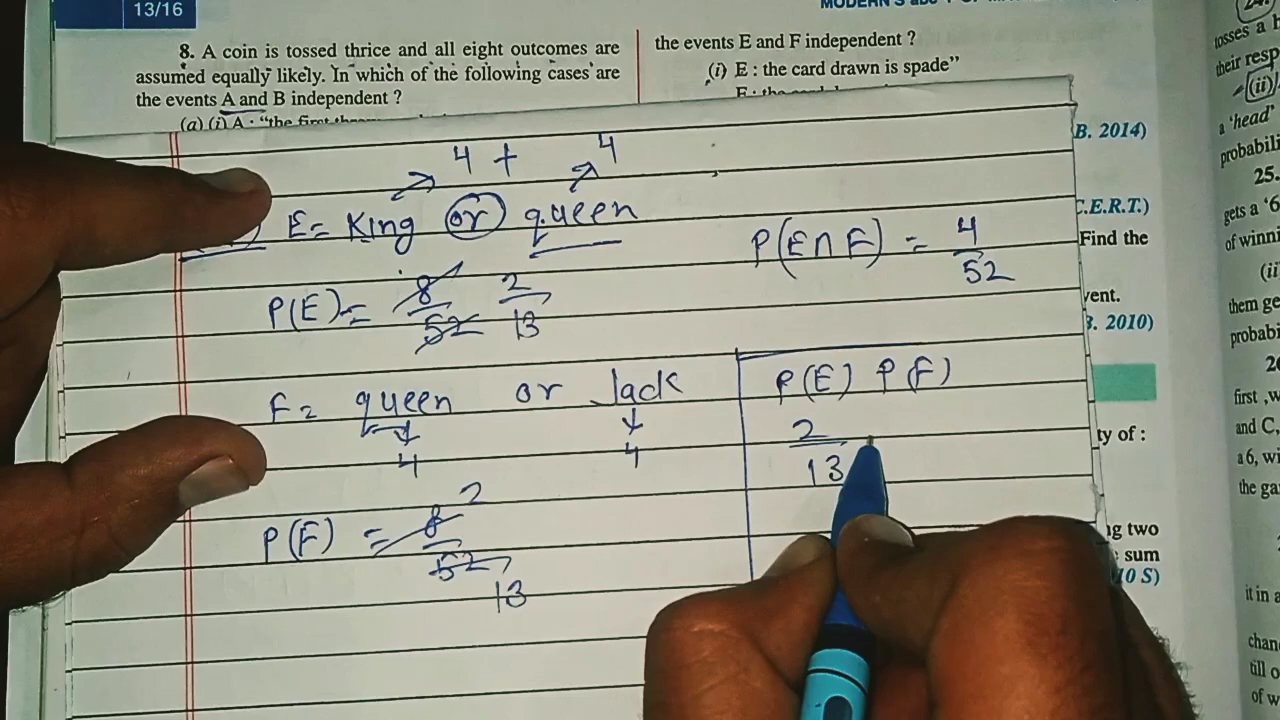 13/16
8. A coin is tossed thrice and all eight outcomes are
assumed equally likely. In which of the following cases are
the events A and B independent ?
(a) (i) A : "the first
the events E and F independent ?
(i) E : the card drawn is spade"
4 + 4
E = King or queen
P(E) = 8/52 2/13
F = queen or Jack
4 4
P(F) = 8/52 2/13
P(E∩F) = 4/52
P(E) P(F)
2/13
B. 2014)
C.E.R.T.)
Find the
vent.
B. 2010)
ty of :
ng two
sum
10 S)
24.
tosses a
their resp
(ii)
a 'head'
probabili
25.
gets a '6
of winni
(ii
them ge
probabi
first , w
and C,
a 6, wi
the ga
it in a
chan
till o
of w